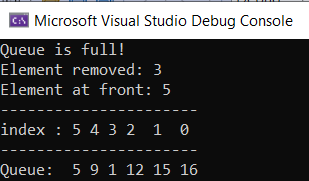 Microsoft Visual Studio Debug Console
Queue is full!
Element removed: 3
Element at front: 5
----------------------
index : 5 4 3 2  1  0
----------------------
Queue:  5 9 1 12 15 16